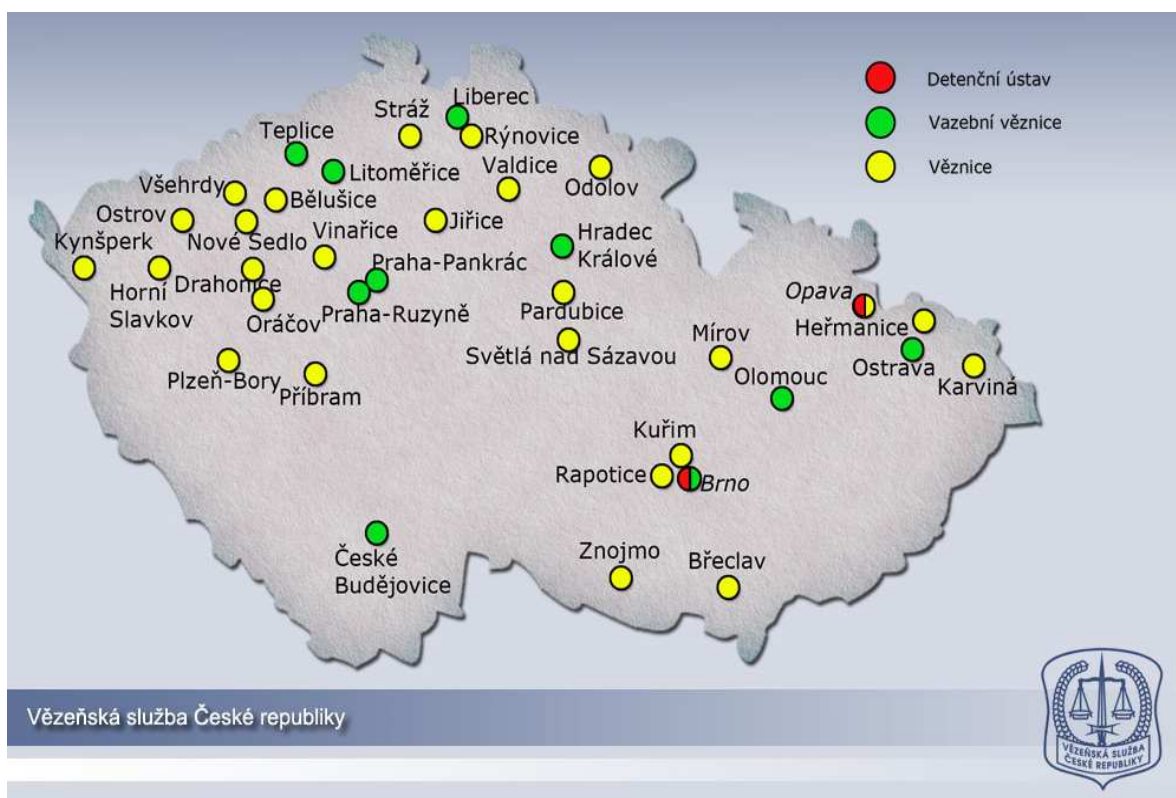 Detenční ústav
Vazební věznice
Věznice
Liberec
Stráž
Teplice
Rýnovice
Litoměřice
Valdice
Odolov
Všehrdy
Bělušice
Ostrov
Nové Sedlo
Vinařice
Jiřice
Kynšperk
Hradec
Králové
Praha-Pankrác
Drahonice
Horní
Slavkov
Oráčov
Praha-Ruzyně
Pardubice
Opava
Heřmanice
Mírov
Světlá nad Sázavou
Ostrava
Karviná
Plzeň-Bory
Příbram
Olomouc
Kuřim
Rapotice
Brno
České
Budějovice
Znojmo
Břeclav
Vězeňská služba České republiky
VĚZEŇSKÁ SLUŽBA
ČESKÉ REPUBLIKY